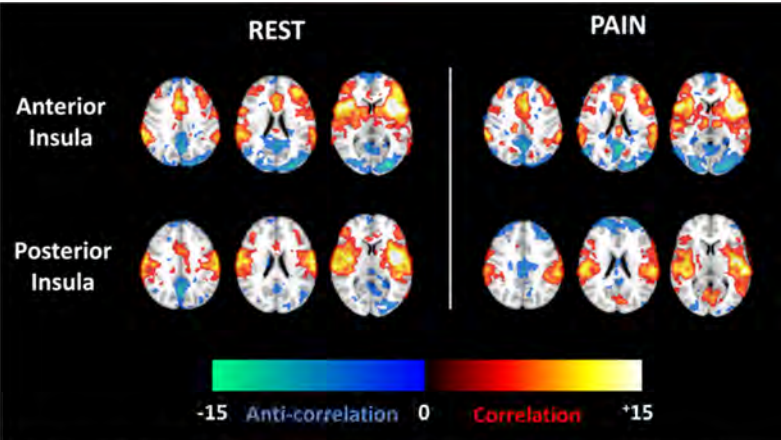 REST
PAIN
Anterior
Insula
Posterior
Insula
-15 Anti-correlation 0 Correlation +15